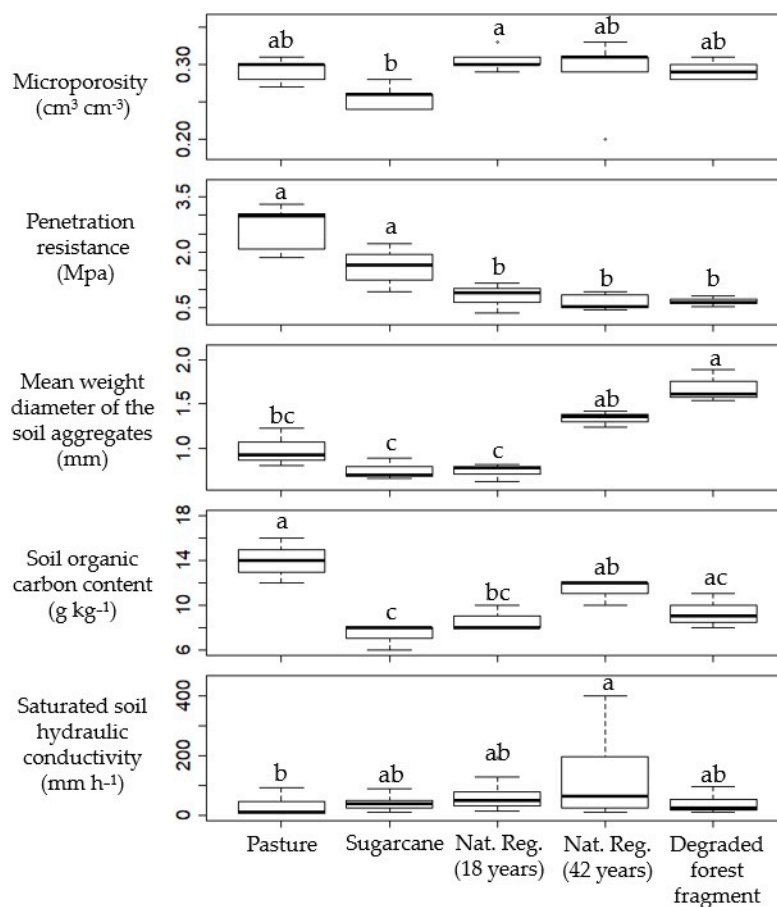 Microporosity
(cm³ cm⁻³)
0.20 0.30
ab b a ab ab
Penetration
resistance
(Mpa)
0.5 2.0 3.5
a a b b b
Mean weight
diameter of the
soil aggregates
(mm)
1.0 1.5 2.0
bc c c ab a
Soil organic
carbon content
(g kg⁻¹)
6 10 14 18
a c bc ab ac
Saturated soil
hydraulic
conductivity
(mm h⁻¹)
0 200 400
b ab ab a ab
Pasture Sugarcane Nat. Reg. Nat. Reg. Degraded
(18 years) (42 years) forest
fragment